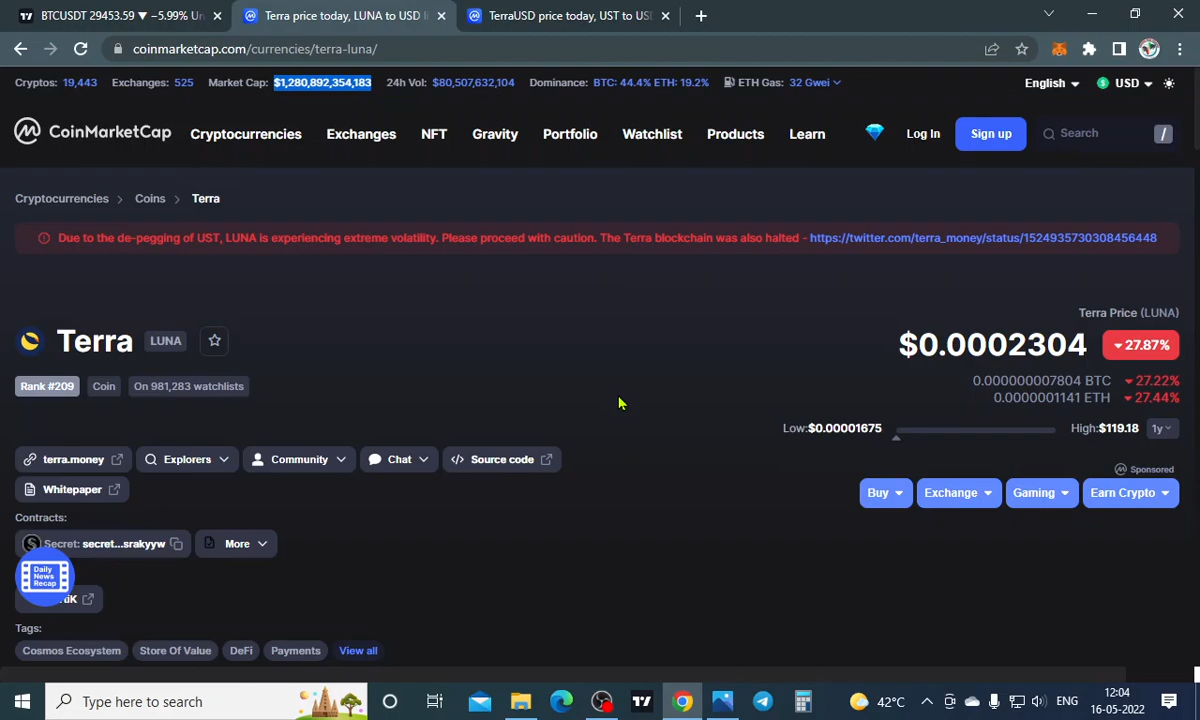 BTCUSDT 29453.59 ▼ −5.99% Un
Terra price today, LUNA to USD li
TerraUSD price today, UST to USD
coinmarketcap.com/currencies/terra-luna/
Cryptos: 19,443 Exchanges: 525 Market Cap: $1,280,892,354,183 24h Vol: $80,507,632,104 Dominance: BTC: 44.4% ETH: 19.2% ETH Gas: 32 Gwei English USD
CoinMarketCap Cryptocurrencies Exchanges NFT Gravity Portfolio Watchlist Products Learn Log In Sign up Search /
Cryptocurrencies > Coins > Terra
Due to the de-pegging of UST, LUNA is experiencing extreme volatility. Please proceed with caution. The Terra blockchain was also halted - https://twitter.com/terra_money/status/1524935730308456448
Terra Price (LUNA)
Terra LUNA $0.0002304 27.87%
Rank #209 Coin On 981,283 watchlists
0.000000007804 BTC 27.22%
0.0000001141 ETH 27.44%
Low:$0.00001675 High:$119.18 1y
terra.money Explorers Community Chat Source code
Sponsored
Whitepaper
Buy Exchange Gaming Earn Crypto
Contracts:
Secret: secret...srakyyw More
Daily
News
Recap
tiK
Tags:
Cosmos Ecosystem Store Of Value DeFi Payments View all
Type here to search
42°C
ENG
12:04
16-05-2022